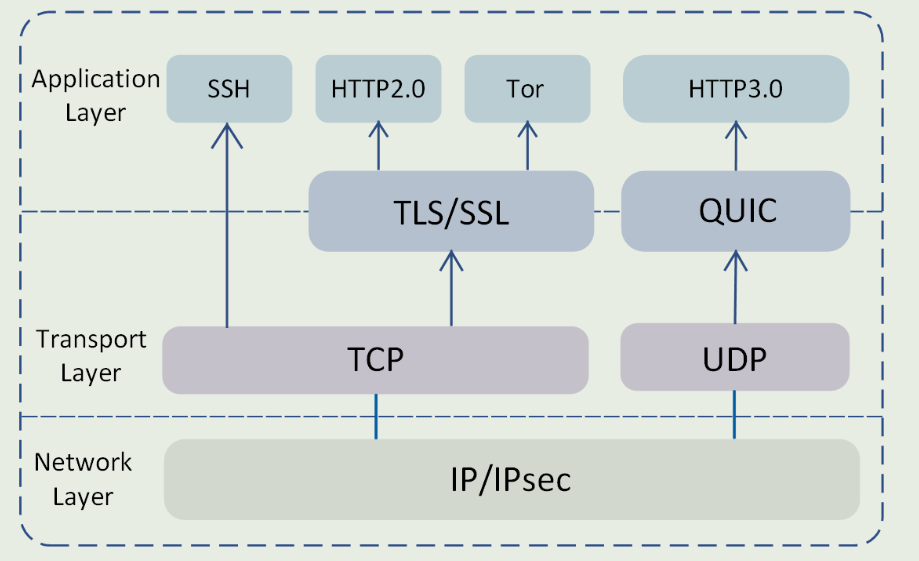 Application
Layer
SSH
HTTP2.0
Tor
HTTP3.0
TLS/SSL
QUIC
Transport
Layer
TCP
UDP
Network
Layer
IP/IPsec